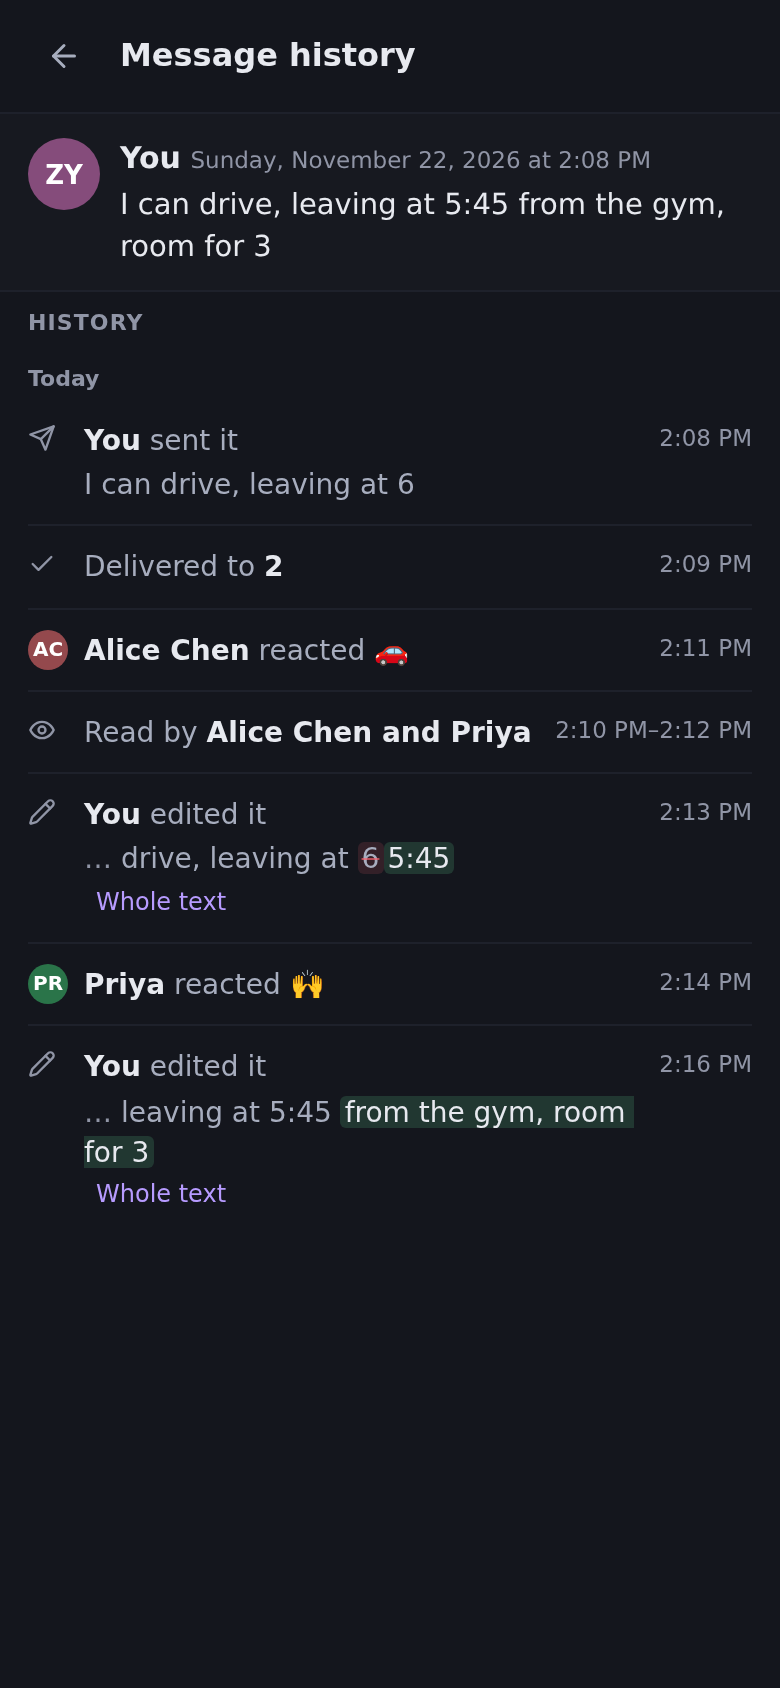 Message history
ZY
You Sunday, November 22, 2026 at 2:08 PM
I can drive, leaving at 5:45 from the gym,
room for 3
HISTORY
Today
You sent it 2:08 PM
I can drive, leaving at 6
Delivered to 2 2:09 PM
AC Alice Chen reacted 🚗 2:11 PM
Read by Alice Chen and Priya 2:10 PM–2:12 PM
You edited it 2:13 PM
… drive, leaving at 6 5:45
Whole text
PR Priya reacted 🙌 2:14 PM
You edited it 2:16 PM
… leaving at 5:45 from the gym, room
for 3
Whole text